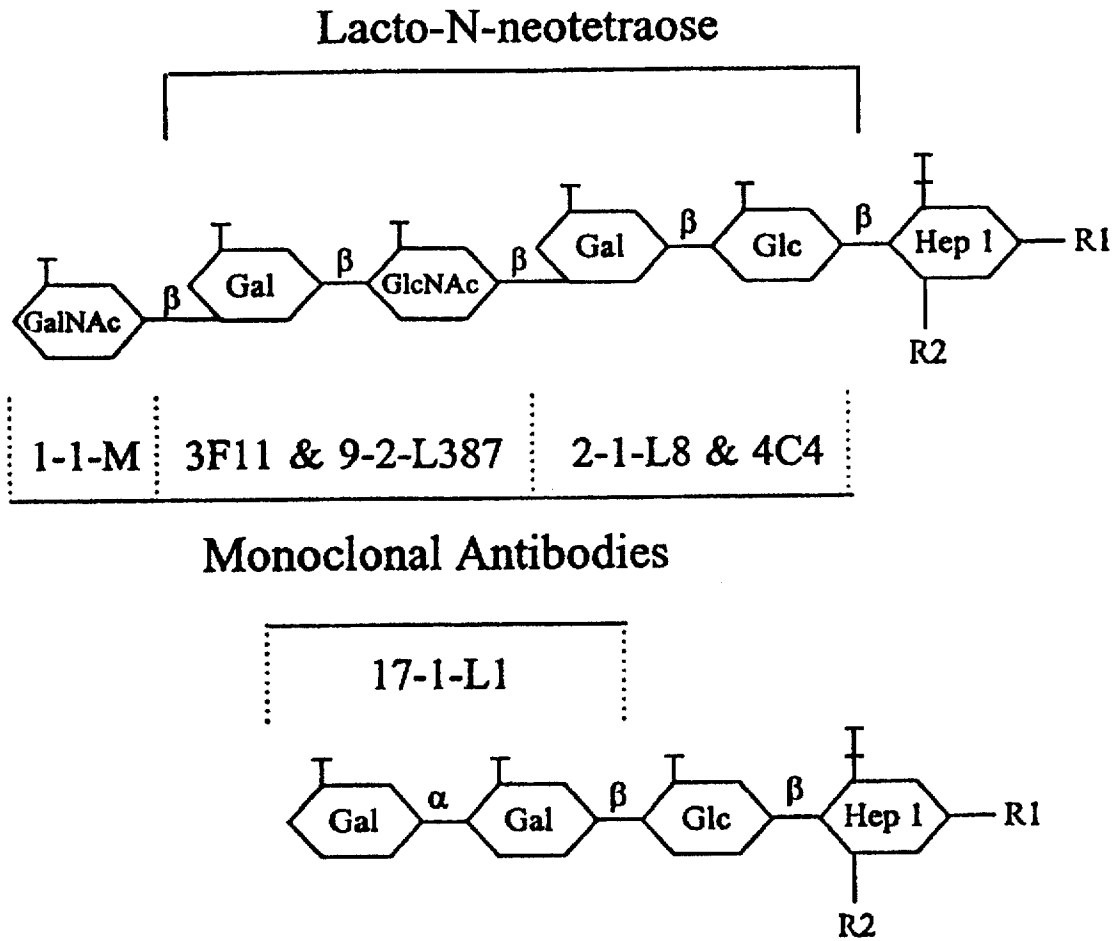 Lacto-N-neotetraose
GalNAc β Gal β GlcNAc β Gal β Glc β Hep 1 R1
R2
1-1-M 3F11 & 9-2-L387 2-1-L8 & 4C4
Monoclonal Antibodies
17-1-L1
Gal α Gal β Glc β Hep 1 R1
R2